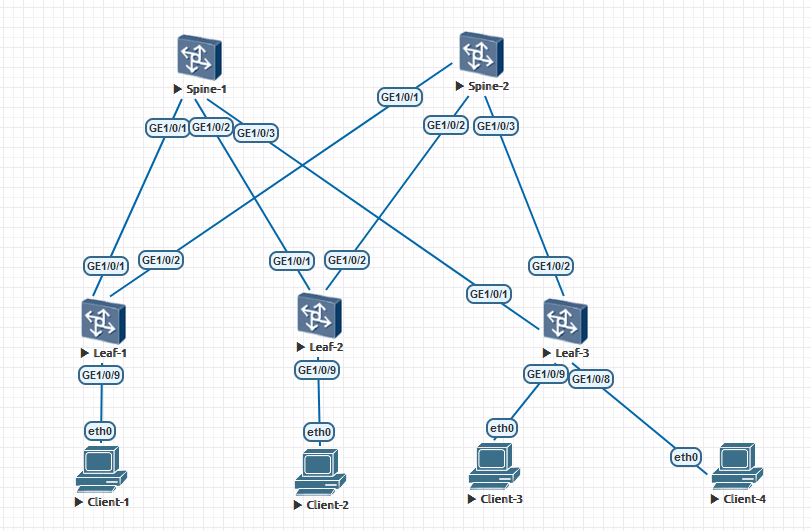 Spine-1
Spine-2
GE1/0/1
GE1/0/2
GE1/0/3
GE1/0/1
GE1/0/2
GE1/0/3
GE1/0/1
GE1/0/2
GE1/0/1
GE1/0/2
GE1/0/1
GE1/0/2
Leaf-1
Leaf-2
Leaf-3
GE1/0/9
GE1/0/9
GE1/0/9
GE1/0/8
eth0
eth0
eth0
eth0
Client-1
Client-2
Client-3
Client-4